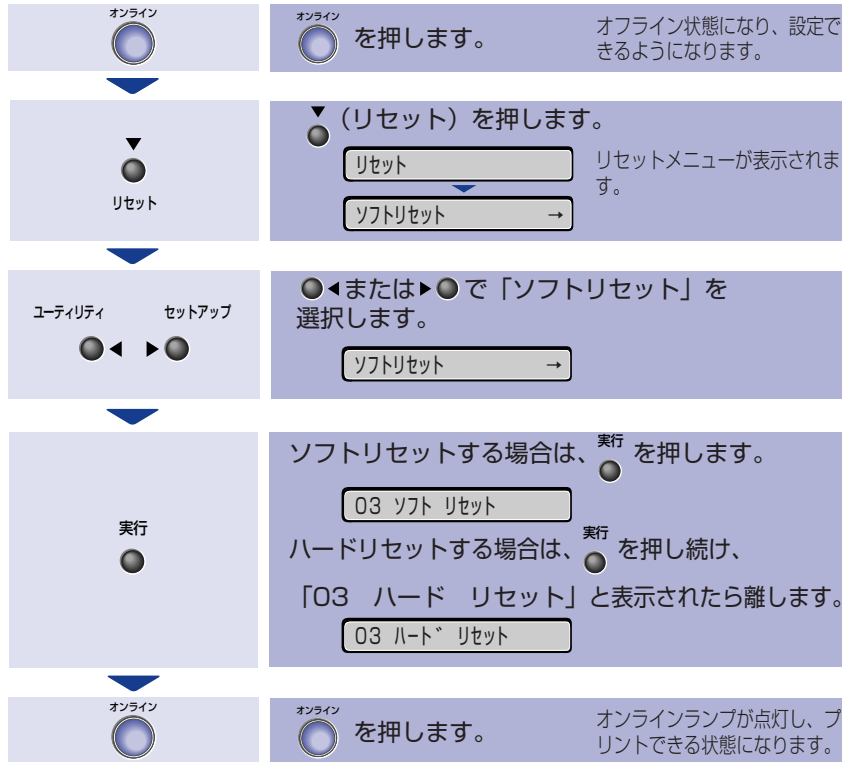 オンライン
オンライン
を押します。
オフライン状態になり、設定で
きるようになります。
▼
リセット
▼
(リセット)を押します。
リセット
ソフトリセット →
リセットメニューが表示されま
す。
ユーティリティ セットアップ
◀ ▶
◀または▶で「ソフトリセット」を
選択します。
ソフトリセット →
実行
ソフトリセットする場合は、実行 を押します。
03 ソフト リセット
ハードリセットする場合は、実行 を押し続け、
「03 ハード リセット」と表示されたら離します。
03 ハード リセット
オンライン
オンライン
を押します。
オンラインランプが点灯し、プ
リントできる状態になります。